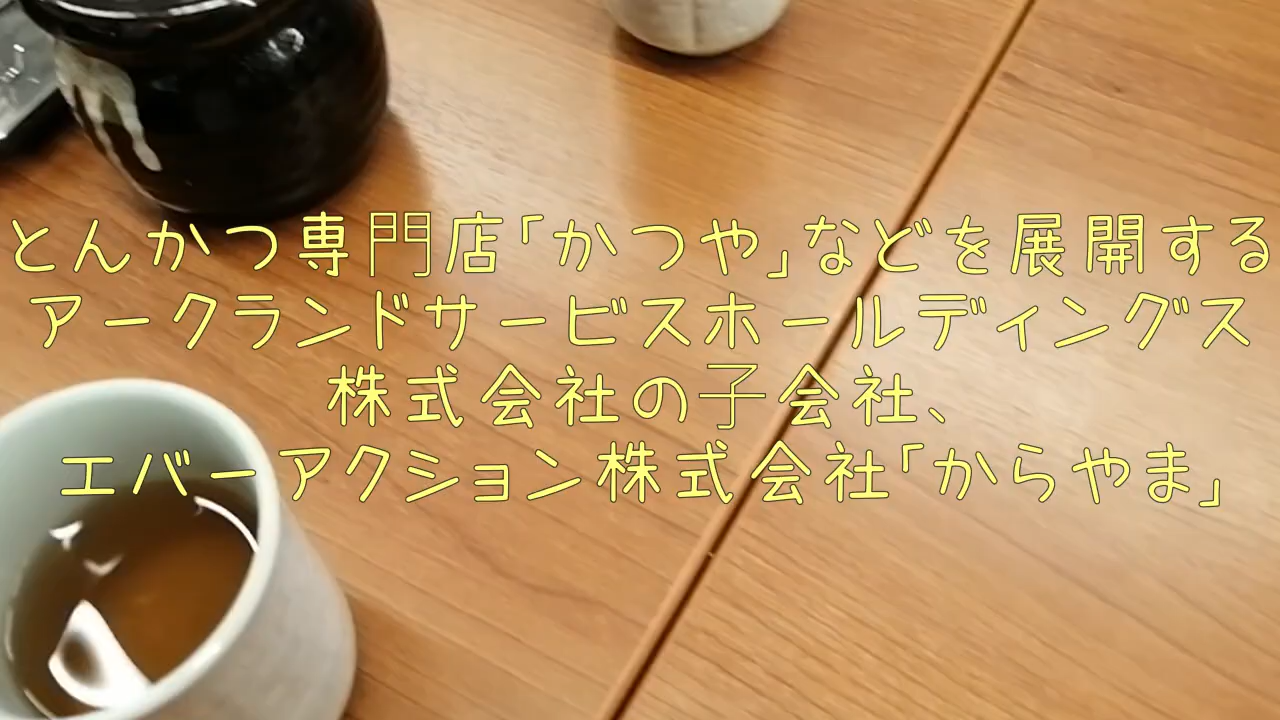 とんかつ専門店「かつや」などを展開する
アークランドサービスホールディングス
株式会社の子会社、
エバーアクション株式会社「からやま」